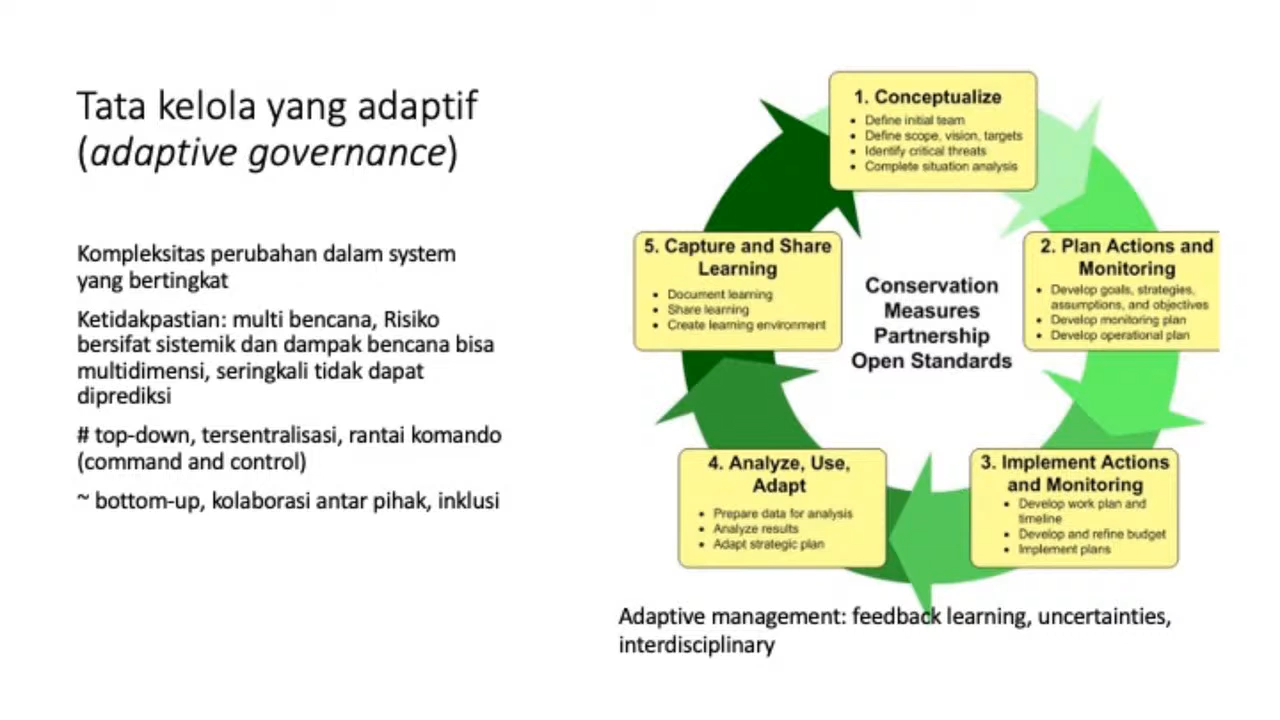 Tata kelola yang adaptif
(adaptive governance)
Kompleksitas perubahan dalam system
yang bertingkat
Ketidakpastian: multi bencana, Risiko
bersifat sistemik dan dampak bencana bisa
multidimensi, seringkali tidak dapat
diprediksi
# top-down, tersentralisasi, rantai komando
(command and control)
~ bottom-up, kolaborasi antar pihak, inklusi
1. Conceptualize
• Define initial team
• Define scope, vision, targets
• Identify critical threats
• Complete situation analysis
2. Plan Actions and
Monitoring
• Develop goals, strategies,
assumptions, and objectives
• Develop monitoring plan
• Develop operational plan
3. Implement Actions
and Monitoring
• Develop work plan and
timeline
• Develop and refine budget
• Implement plans
4. Analyze, Use,
Adapt
• Prepare data for analysis
• Analyze results
• Adapt strategic plan
5. Capture and Share
Learning
• Document learning
• Share learning
• Create learning environment
Conservation
Measures
Partnership
Open Standards
Adaptive management: feedback learning, uncertainties,
interdisciplinary